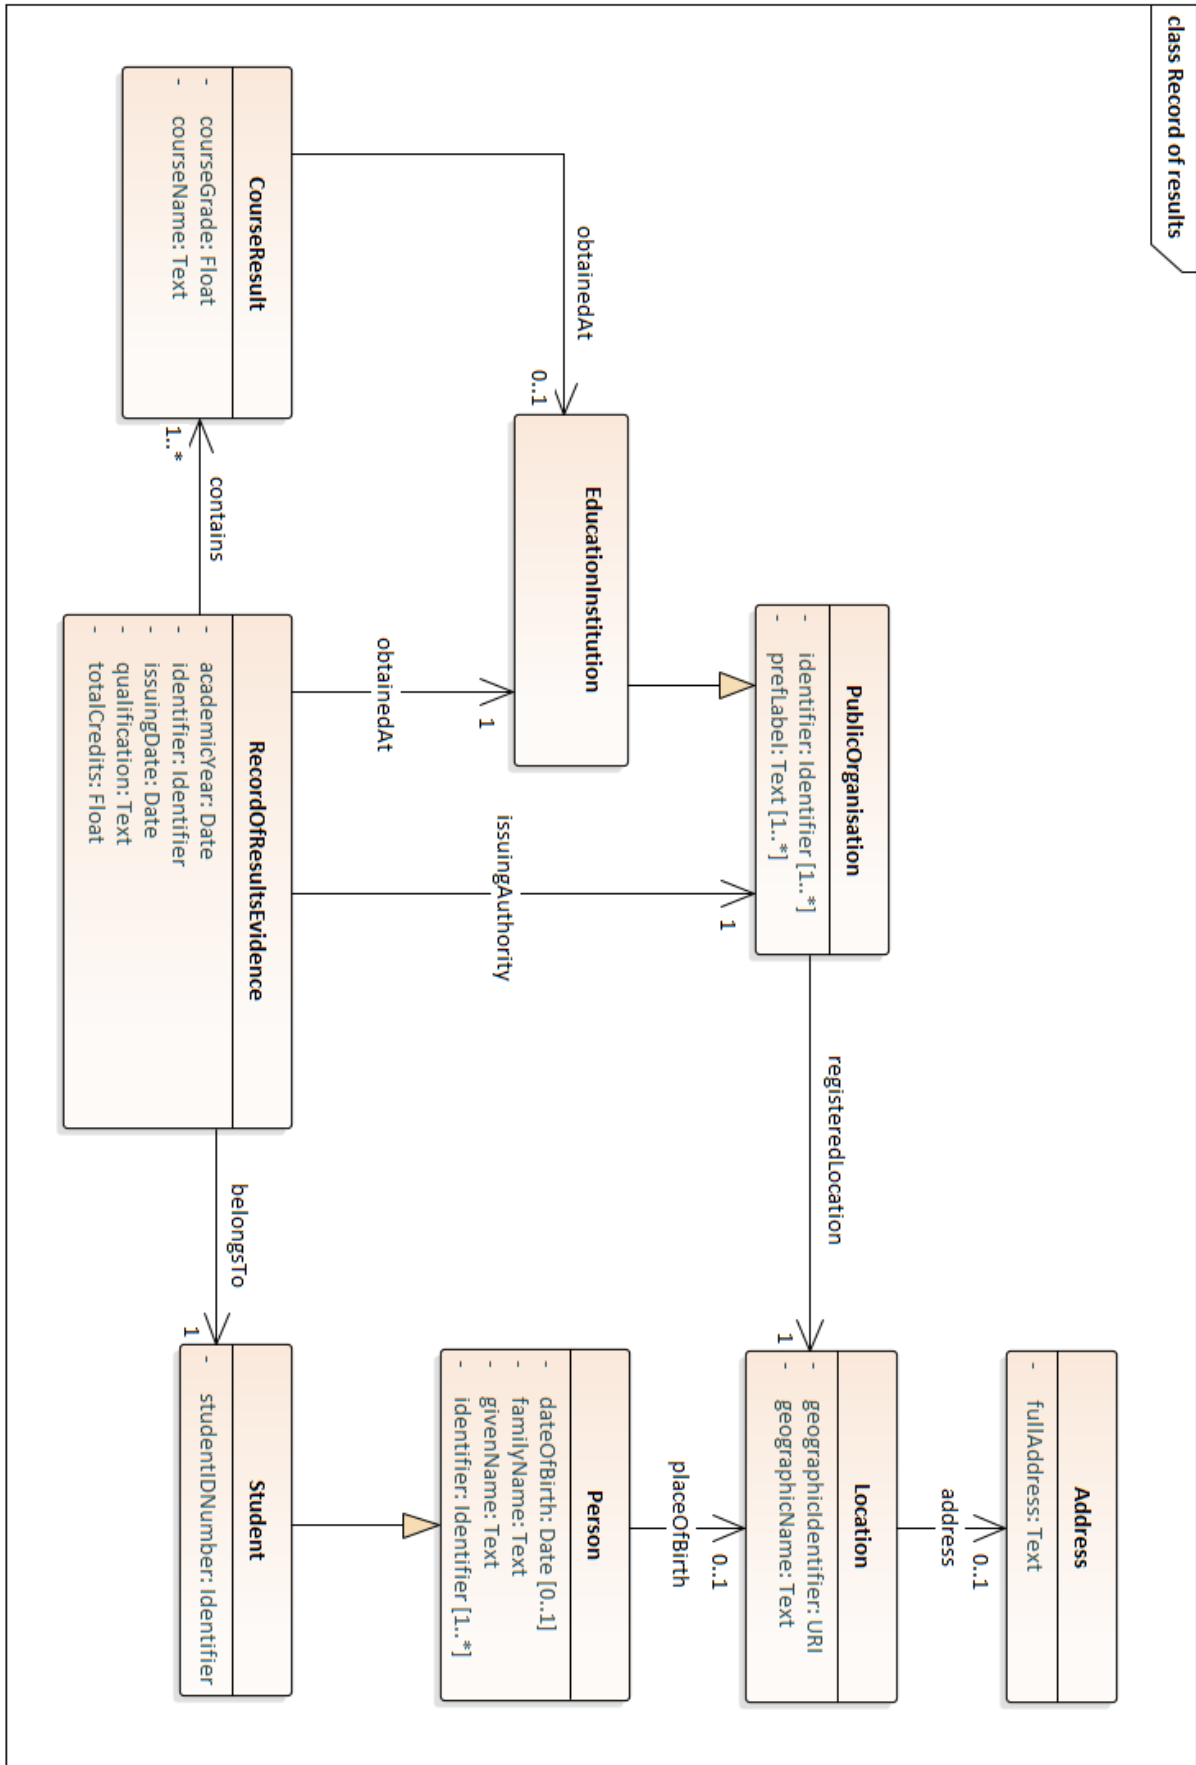 class Record of results
Address
- fullAddress: Text
address
0..1
PublicOrganisation
- identifier: Identifier [1..*]
- prefLabel: Text [1..*]
registeredLocation
1
Location
- geographicIdentifier: URI
- geographicName: Text
obtainedAt
0..1
EducationInstitution
placeOfBirth
0..1
issuingAuthority
1
Person
- dateOfBirth: Date [0..1]
- familyName: Text
- givenName: Text
- identifier: Identifier [1..*]
obtainedAt
1
CourseResult
- courseGrade: Float
- courseName: Text
contains
1..*
RecordOfResultsEvidence
- academicYear: Date
- identifier: Identifier
- issuingDate: Date
- qualification: Text
- totalCredits: Float
belongsTo
1
Student
- studentIDNumber: Identifier